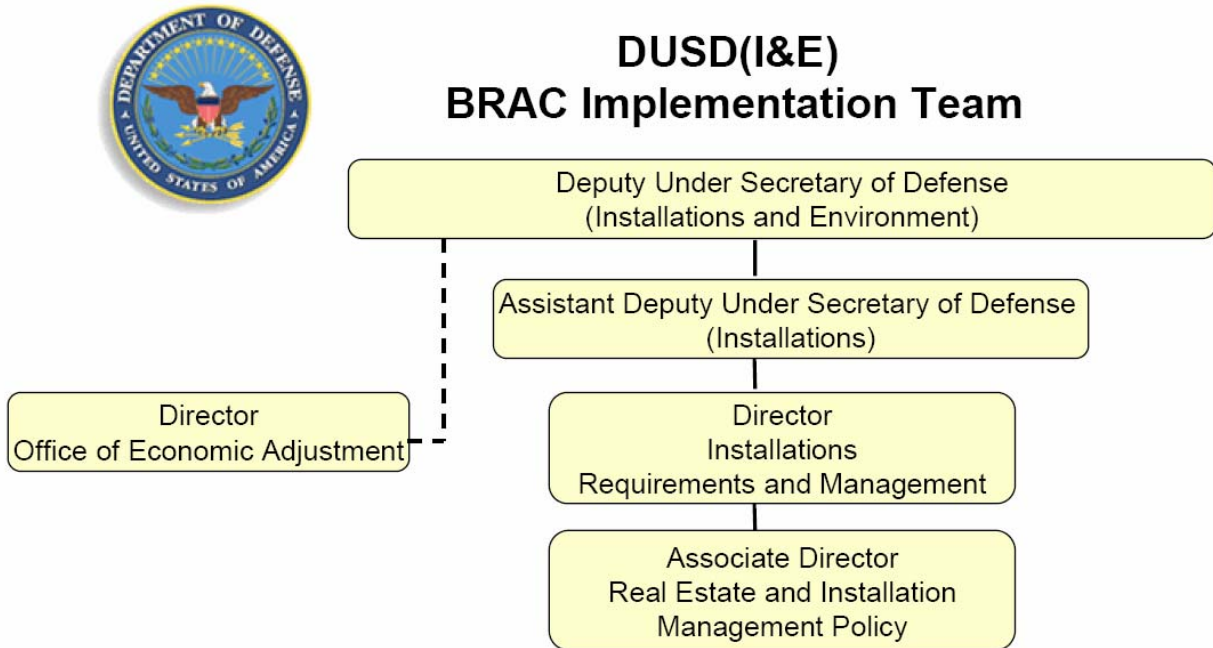 DEPARTMENT OF DEFENSE
UNITED STATES OF AMERICA
DUSD(I&E)
BRAC Implementation Team
Deputy Under Secretary of Defense
(Installations and Environment)
Assistant Deputy Under Secretary of Defense
(Installations)
Director
Office of Economic Adjustment
Director
Installations
Requirements and Management
Associate Director
Real Estate and Installation
Management Policy